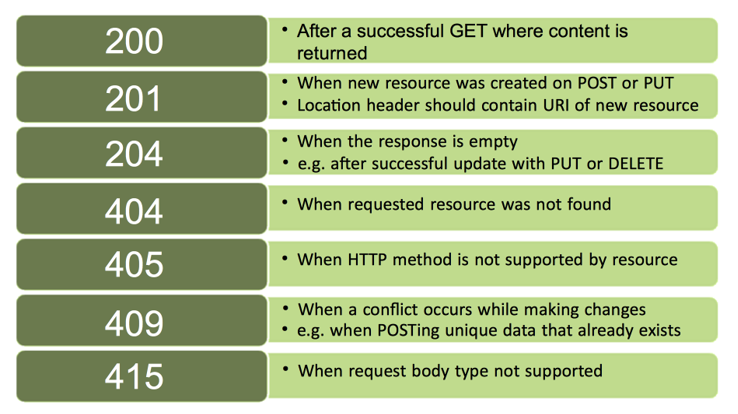 200
• After a successful GET where content is
returned
201
• When new resource was created on POST or PUT
• Location header should contain URI of new resource
204
• When the response is empty
• e.g. after successful update with PUT or DELETE
404
• When requested resource was not found
405
• When HTTP method is not supported by resource
409
• When a conflict occurs while making changes
• e.g. when POSTing unique data that already exists
415
• When request body type not supported